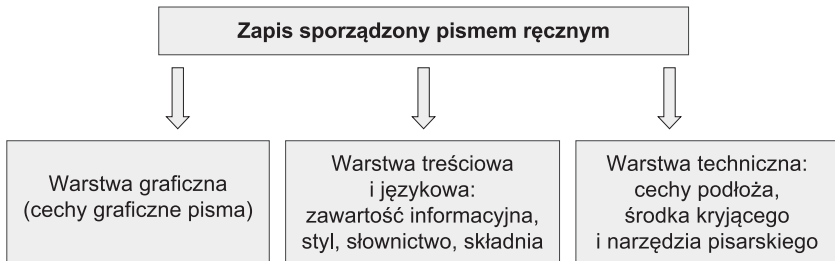 Zapis sporządzony pismem ręcznym
Warstwa graficzna
(cechy graficzne pisma)
Warstwa treściowa
i językowa:
zawartość informacyjna,
styl, słownictwo, składnia
Warstwa techniczna:
cechy podłoża,
środka kryjącego
i narzędzia pisarskiego